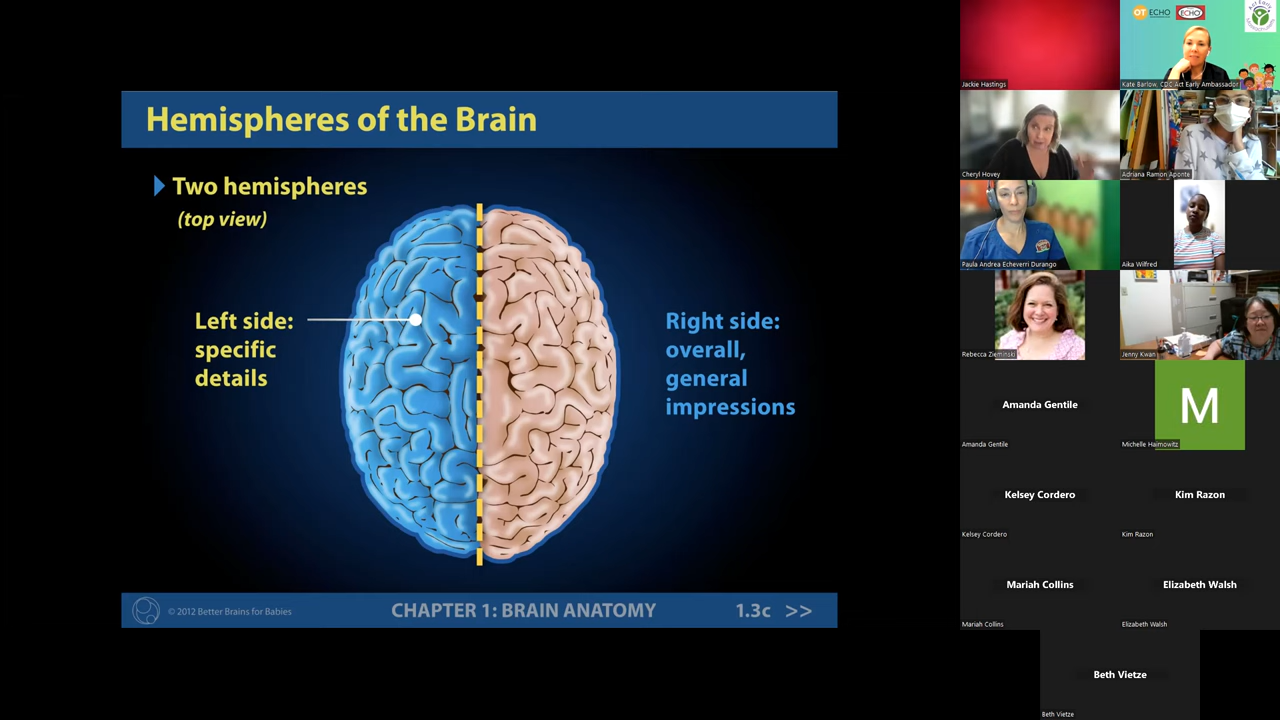 Hemispheres of the Brain
Two hemispheres
(top view)
Left side:
specific
details
Right side:
overall,
general
impressions
© 2012 Better Brains for Babies
CHAPTER 1: BRAIN ANATOMY
1.3c >>
Jackie Hastings
OT ECHO
ECHO
Act Early
Kate Barlow, CDC Act Early Ambassador
Cheryl Hovey
Adriana Ramon Aponte
Paula Andrea Echeverri Durango
Aika Wilfred
Rebecca Zieminski
Jenny Kwan
Amanda Gentile
Amanda Gentile
M
Michelle Haimowitz
Kelsey Cordero
Kelsey Cordero
Kim Razon
Kim Razon
Mariah Collins
Mariah Collins
Elizabeth Walsh
Elizabeth Walsh
Beth Vietze
Beth Vietze